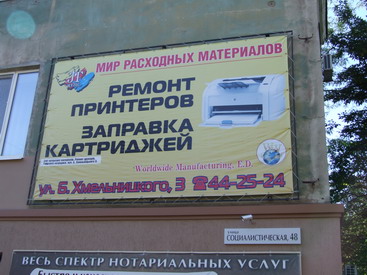 МИР РАСХОДНЫХ МАТЕРИАЛОВ
РЕМОНТ
ПРИНТЕРОВ
ЗАПРАВКА
КАРТРИДЖЕЙ
Worldwide Manufacturing, E.D.
ул. Б. Хмельницкого, 3 ☎44-25-24
улица
СОЦИАЛИСТИЧЕСКАЯ, 48
ВЕСЬ СПЕКТР НОТАРИАЛЬНЫХ УСЛУГ